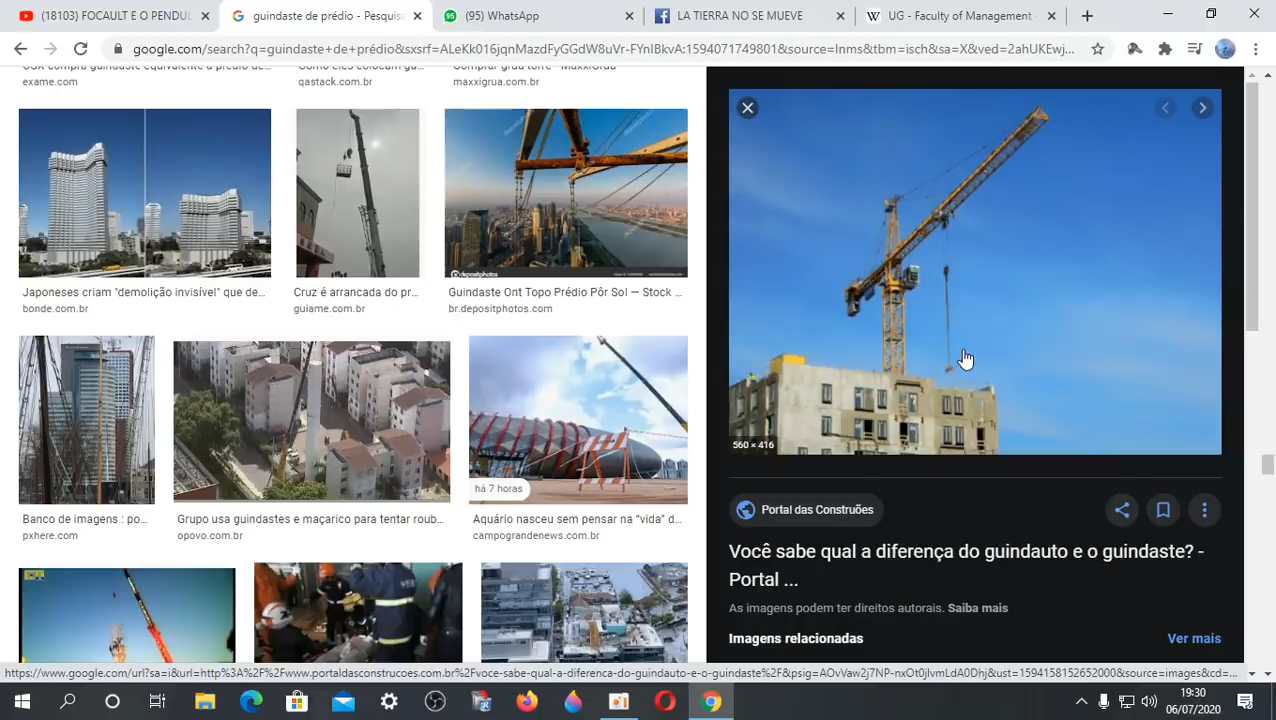 (18103) FOCAULT E O PENDUL
guindaste de prédio - Pesquisa
(95) WhatsApp
LA TIERRA NO SE MUEVE
UG - Faculty of Management -
google.com/search?q=guindaste+de+prédio&sxsrf=ALeKk016jqnMazdFyGGdW8uVr-FYnIBkvA:1594071749801&source=lnms&tbm=isch&sa=X&ved=2ahUKEwj...
exame.com
qastack.com.br
maxxigrua.com.br
depositphotos
Japoneses criam "demolição invisível" que de...
Cruz é arrancada do pr...
Guindaste Ont Topo Prédio Pôr Sol — Stock ...
bonde.com.br
guiame.com.br
br.depositphotos.com
560 × 416
há 7 horas
Portal das Construões
Banco de imagens : po...
Grupo usa guindastes e maçarico para tentar roub...
Aquário nasceu sem pensar na “vida” d...
pxhere.com
opovo.com.br
campograndenews.com.br
Você sabe qual a diferença do guindauto e o guindaste? -
Portal ...
As imagens podem ter direitos autorais. Saiba mais
Imagens relacionadas
Ver mais
https://www.google.com/url?sa=i&url=http%3A%2F%2Fwww.portaldasconstrucoes.com.br%2Fvoce-sabe-qual-a-diferenca-do-guindauto-e-o-guindaste%2F&psig=AOvVaw2j7NP-nxOt0jlvmLdA0Dhj&ust=1594158152652000&source=images&cd=...
19:30
06/07/2020